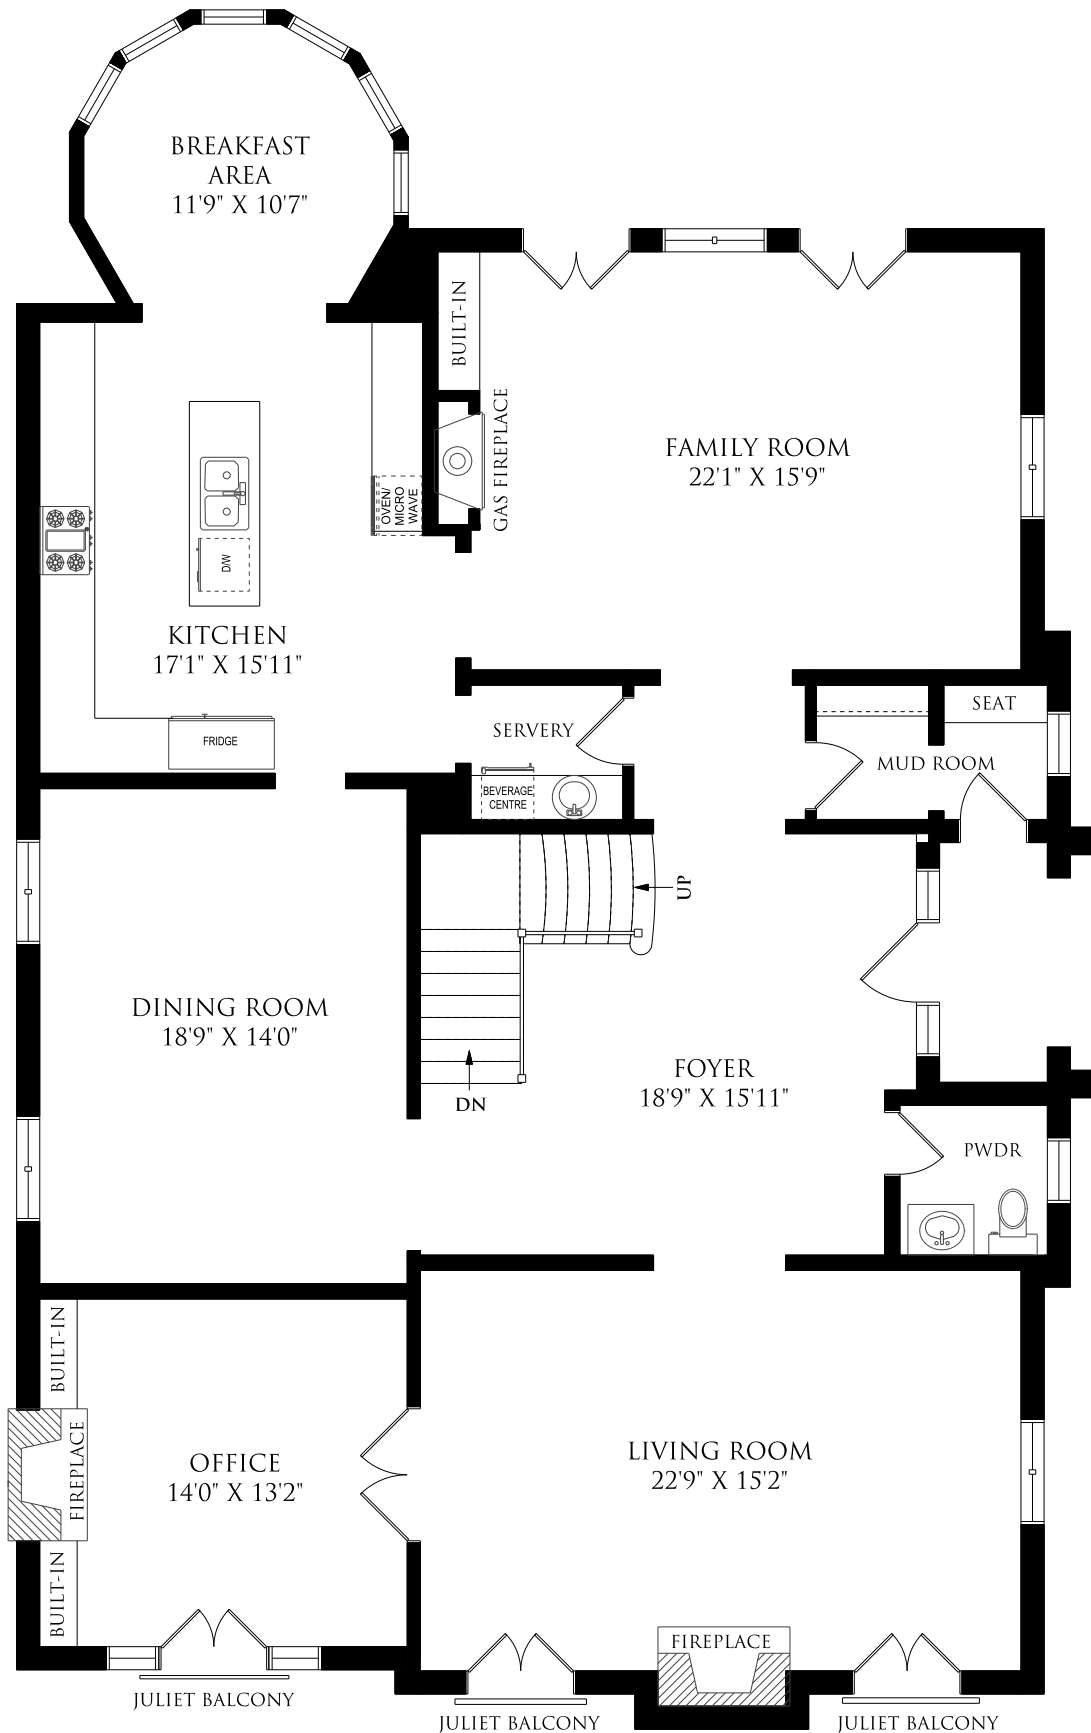 BREAKFAST
AREA
11'9" X 10'7"
BUILT-IN
GAS FIREPLACE
FAMILY ROOM
22'1" X 15'9"
OVEN/
MICRO
WAVE
D/W
KITCHEN
17'1" X 15'11"
FRIDGE
SERVERY
BEVERAGE
CENTRE
SEAT
MUD ROOM
UP
DINING ROOM
18'9" X 14'0"
DN
FOYER
18'9" X 15'11"
PWDR
BUILT-IN
FIREPLACE
BUILT-IN
OFFICE
14'0" X 13'2"
LIVING ROOM
22'9" X 15'2"
FIREPLACE
JULIET BALCONY
JULIET BALCONY
JULIET BALCONY